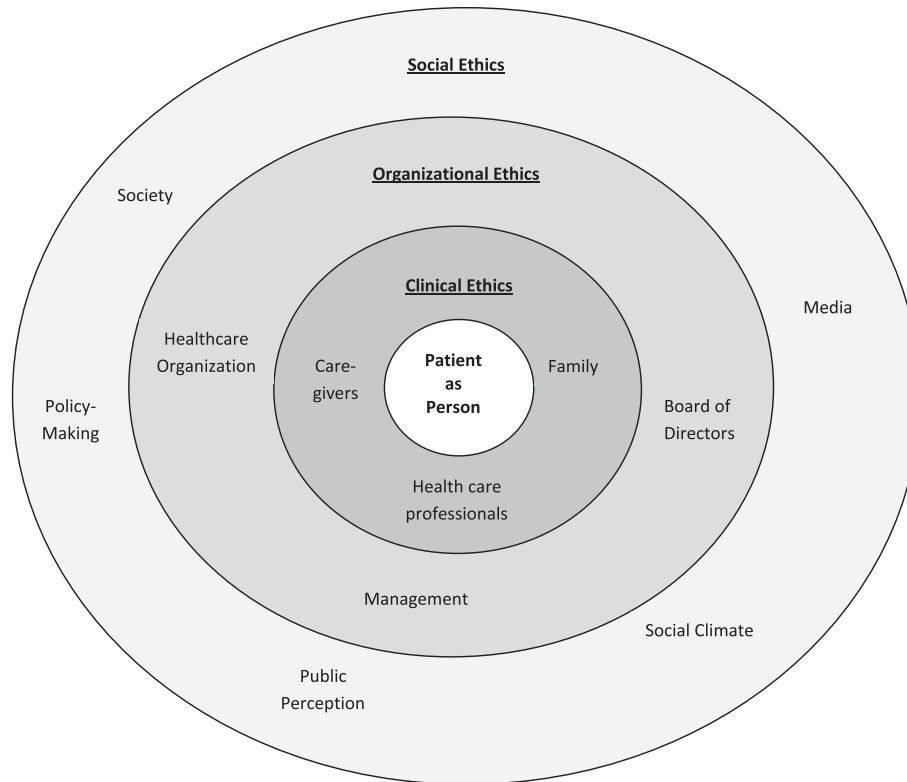 Social Ethics
Organizational Ethics
Society
Clinical Ethics
Media
Healthcare
Organization
Care-
givers
Patient
as
Person
Family
Policy-
Making
Board of
Directors
Health care
professionals
Management
Social Climate
Public
Perception